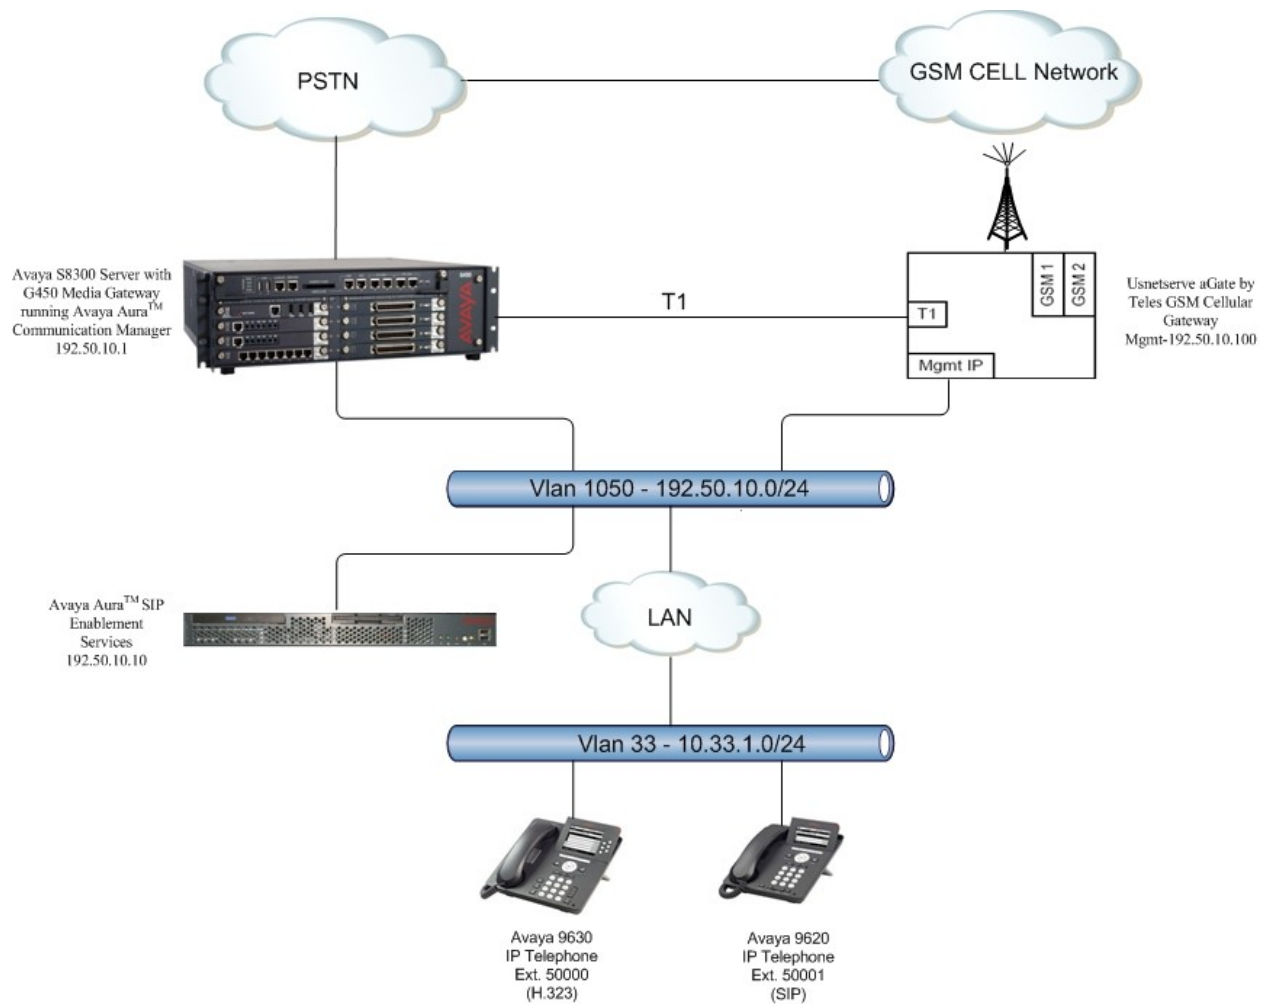 PSTN
GSM CELL Network
Avaya S8300 Server with
G450 Media Gateway
running Avaya Aura™
Communication Manager
192.50.10.1
AVAYA
T1
T1
GSM 1
GSM 2
Mgmt IP
Usnetserve aGate by
Teles GSM Cellular
Gateway
Mgmt-192.50.10.100
Vlan 1050 - 192.50.10.0/24
Avaya Aura™ SIP
Enablement
Services
192.50.10.10
LAN
Vlan 33 - 10.33.1.0/24
Avaya 9630
IP Telephone
Ext. 50000
(H.323)
Avaya 9620
IP Telephone
Ext. 50001
(SIP)